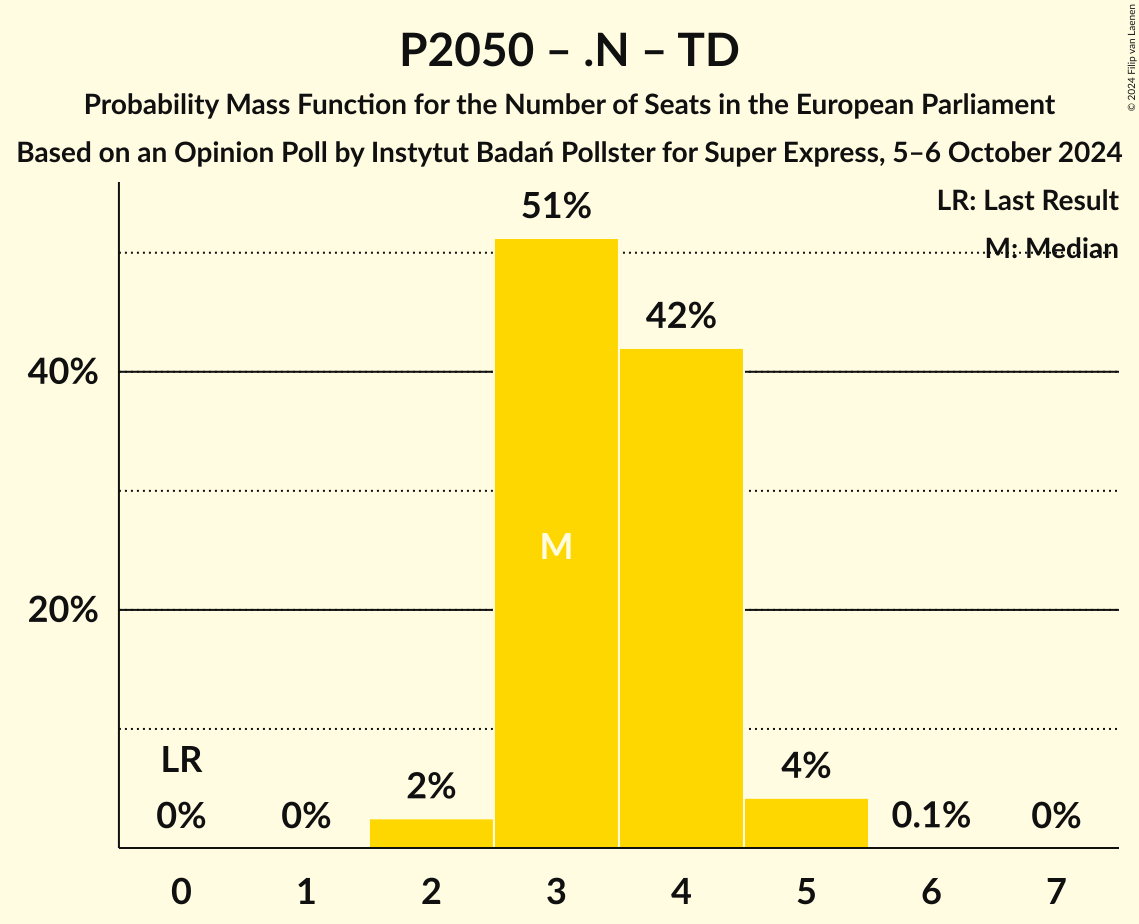 P2050 – .N – TD
Probability Mass Function for the Number of Seats in the European Parliament
Based on an Opinion Poll by Instytut Badań Pollster for Super Express, 5–6 October 2024
© 2024 Filip van Laenen
LR: Last Result
M: Median
51%
42%
40%
M
20%
LR
0%
0%
2%
4%
0.1%
0%
0 1 2 3 4 5 6 7